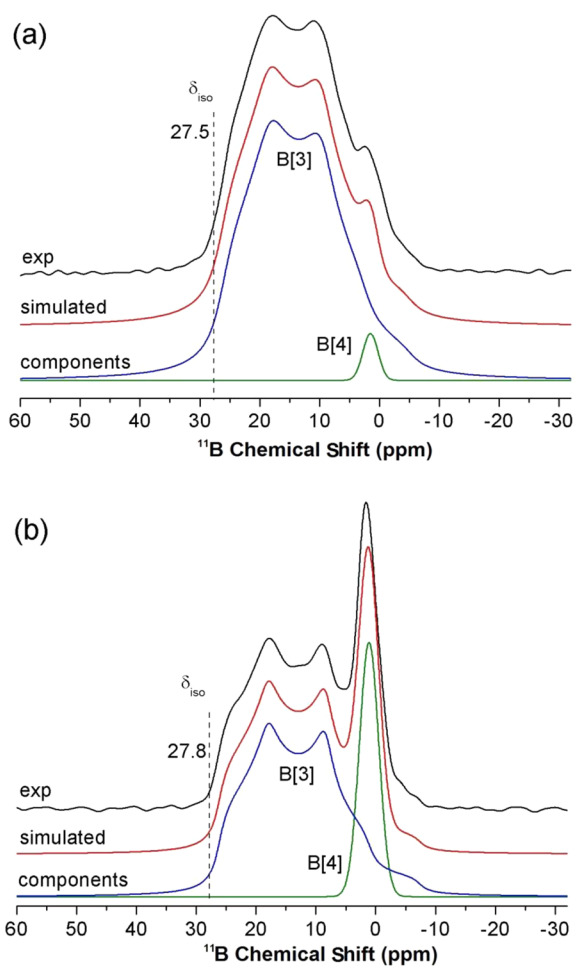 (a)
δiso
27.5
B[3]
exp
simulated
B[4]
components
60 50 40 30 20 10 0 -10 -20 -30
¹¹B Chemical Shift (ppm)
(b)
δiso
27.8
B[3]
exp
simulated
B[4]
components
60 50 40 30 20 10 0 -10 -20 -30
¹¹B Chemical Shift (ppm)